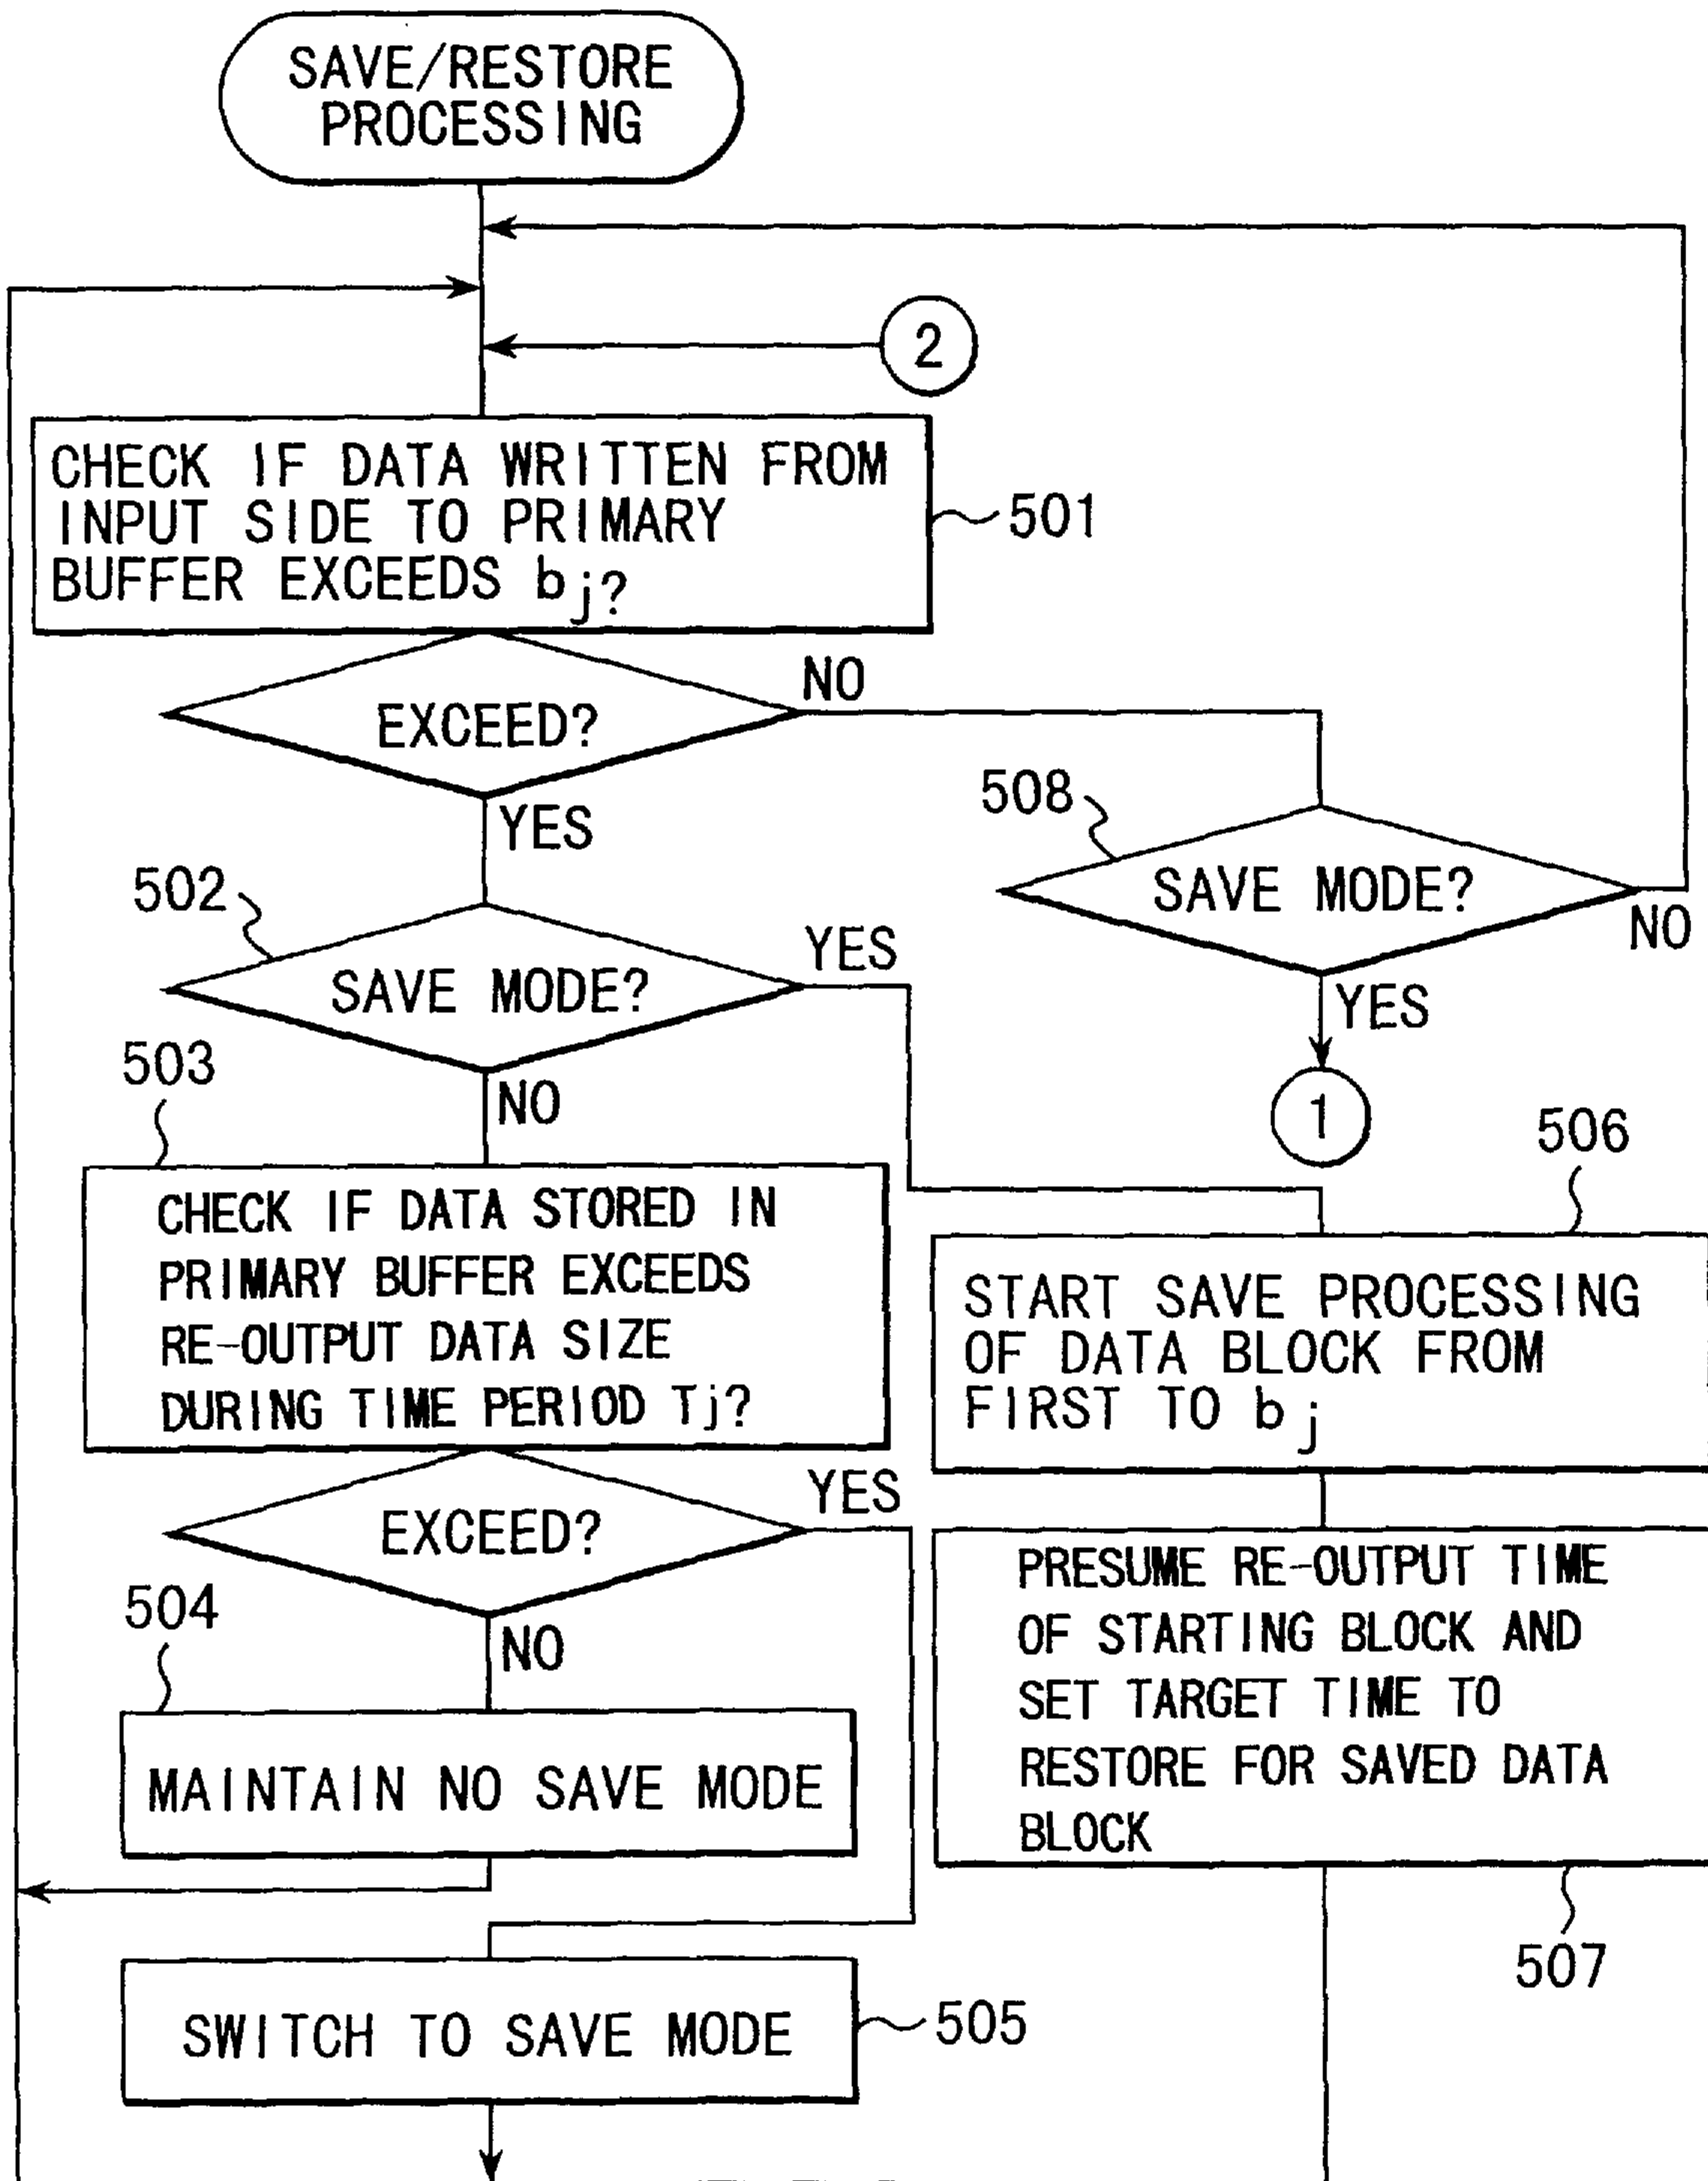 SAVE/RESTORE
PROCESSING
2
CHECK IF DATA WRITTEN FROM
INPUT SIDE TO PRIMARY
BUFFER EXCEEDS bj?
501
EXCEED?
NO
YES
508
SAVE MODE?
NO
YES
1
502
SAVE MODE?
YES
NO
503
CHECK IF DATA STORED IN
PRIMARY BUFFER EXCEEDS
RE-OUTPUT DATA SIZE
DURING TIME PERIOD Tj?
506
START SAVE PROCESSING
OF DATA BLOCK FROM
FIRST TO bj
EXCEED?
YES
NO
504
MAINTAIN NO SAVE MODE
PRESUME RE-OUTPUT TIME
OF STARTING BLOCK AND
SET TARGET TIME TO
RESTORE FOR SAVED DATA
BLOCK
507
SWITCH TO SAVE MODE
505